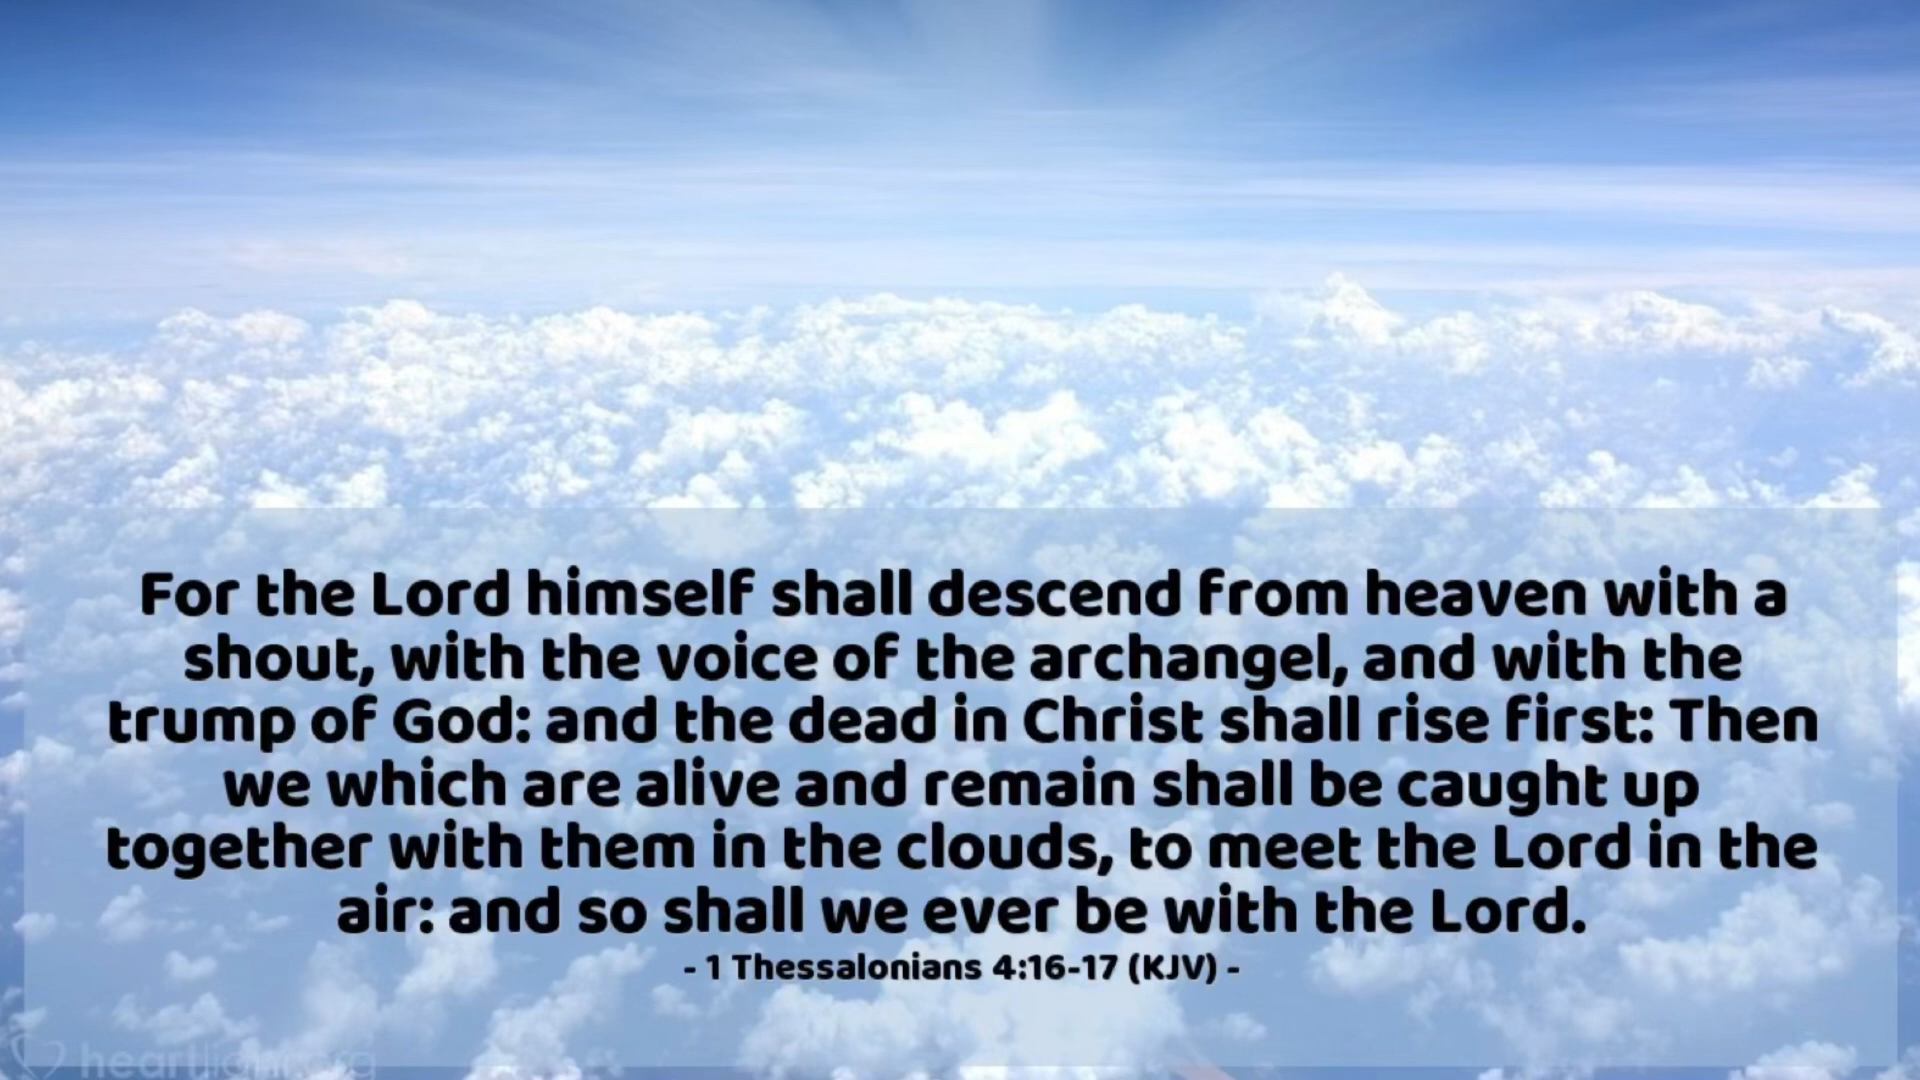 For the Lord himself shall descend from heaven with a
shout, with the voice of the archangel, and with the
trump of God: and the dead in Christ shall rise first: Then
we which are alive and remain shall be caught up
together with them in the clouds, to meet the Lord in the
air: and so shall we ever be with the Lord.
- 1 Thessalonians 4:16-17 (KJV) -
heartlight.org